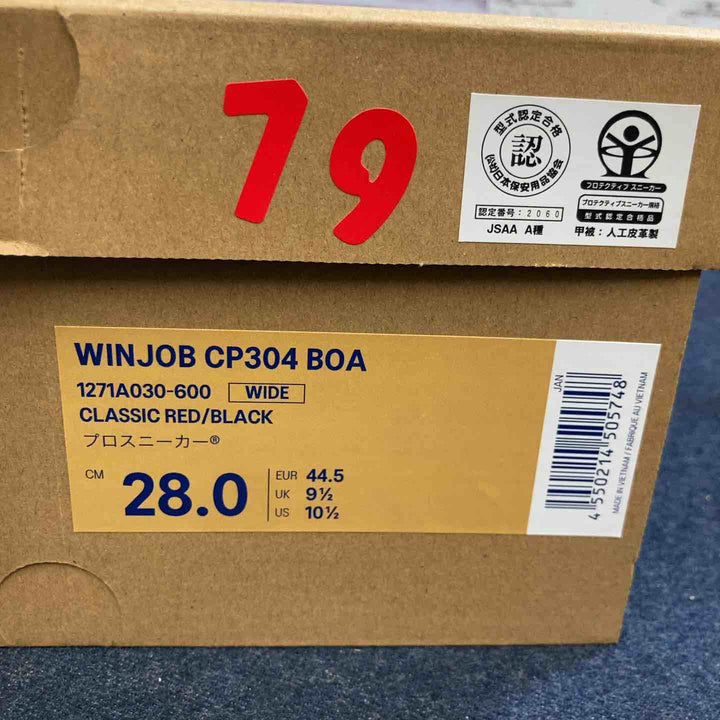 79
型式認定合格
認
(公社)日本保安用品協会
認定番号：2060
JSAA A種
プロテクティブ スニーカー
プロテクティブスニーカー規格
型式認定合格品
甲被：人工皮革製
WINJOB CP304 BOA
1271A030-600 WIDE
CLASSIC RED/BLACK
プロスニーカー®
CM 28.0
EUR 44.5
UK 9½
US 10½
JAN
4 550214 505748
MADE IN VIETNAM / FABRIQUE AU VIETNAM